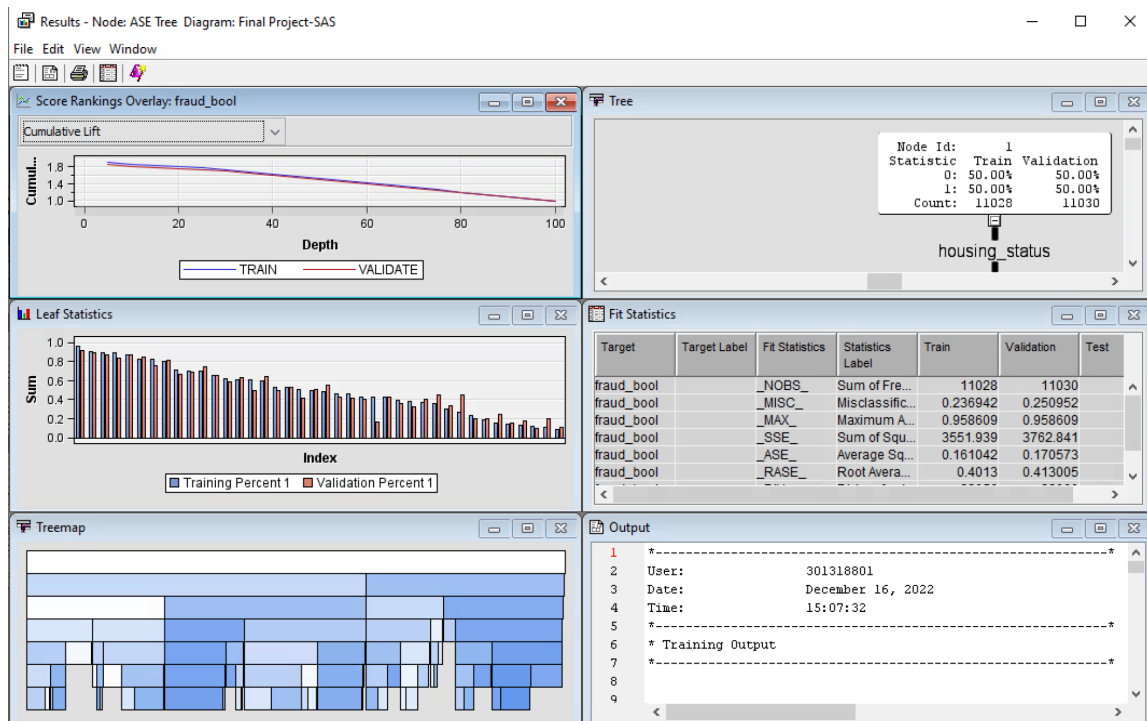 Results - Node: ASE Tree Diagram: Final Project-SAS
File Edit View Window
Score Rankings Overlay: fraud_bool
Cumulative Lift
Cumul...
1.8
1.4
1.0
0 20 40 60 80 100
Depth
TRAIN VALIDATE
Tree
Node Id: 1
Statistic Train Validation
0: 50.00% 50.00%
1: 50.00% 50.00%
Count: 11028 11030
housing_status
Leaf Statistics
Sum
1.0
0.8
0.6
0.4
0.2
0.0
Index
Training Percent 1 Validation Percent 1
Fit Statistics
Target Target Label Fit Statistics Statistics Label Train Validation Test
fraud_bool _NOBS_ Sum of Fre... 11028 11030
fraud_bool _MISC_ Misclassific... 0.236942 0.250952
fraud_bool _MAX_ Maximum A... 0.958609 0.958609
fraud_bool _SSE_ Sum of Squ... 3551.939 3762.841
fraud_bool _ASE_ Average Sq... 0.161042 0.170573
fraud_bool _RASE_ Root Avera... 0.4013 0.413005
Treemap
Output
1 *------------------------------------------------------------*
2 User: 301318801
3 Date: December 16, 2022
4 Time: 15:07:32
5 *------------------------------------------------------------*
6 * Training Output
7 *------------------------------------------------------------*
8
9